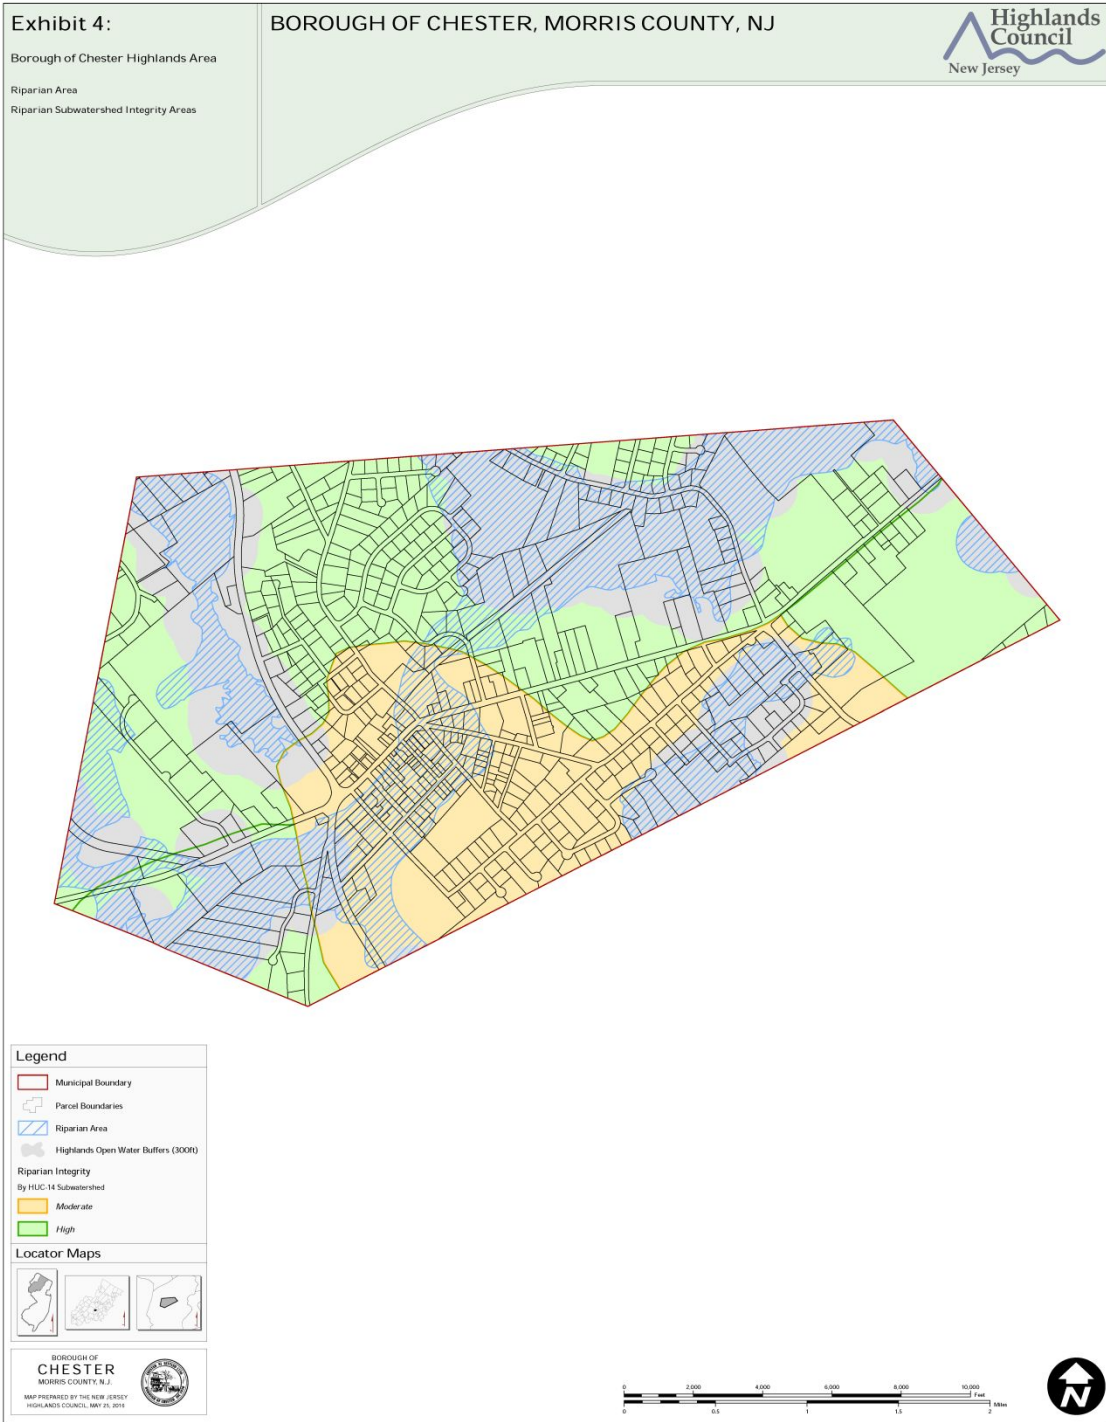 Exhibit 4:
Borough of Chester Highlands Area
Riparian Area
Riparian Subwatershed Integrity Areas
BOROUGH OF CHESTER, MORRIS COUNTY, NJ
Highlands
Council
New Jersey
Legend
Municipal Boundary
Parcel Boundaries
Riparian Area
Highlands Open Water Buffers (300ft)
Riparian Integrity
By HUC-14 Subwatershed
Moderate
High
Locator Maps
BOROUGH OF
CHESTER
MORRIS COUNTY, N.J.
MAP PREPARED BY THE NEW JERSEY
HIGHLANDS COUNCIL, MAY 25, 2010
0 2,000 4,000 6,000 8,000 10,000
Feet
0 0.5 1 1.5 2
Miles
N